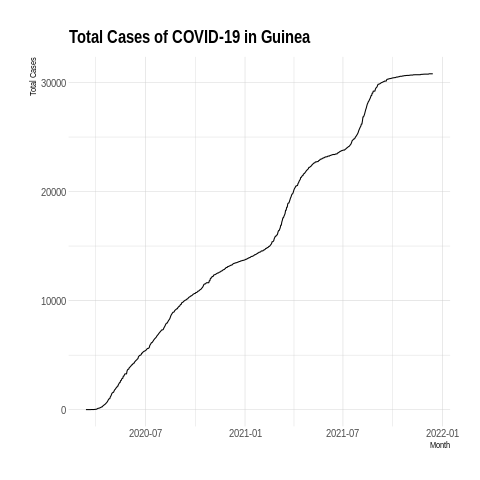 Total Cases of COVID-19 in Guinea
Total Cases
30000
20000
10000
0
2020-07 2021-01 2021-07 2022-01
Month